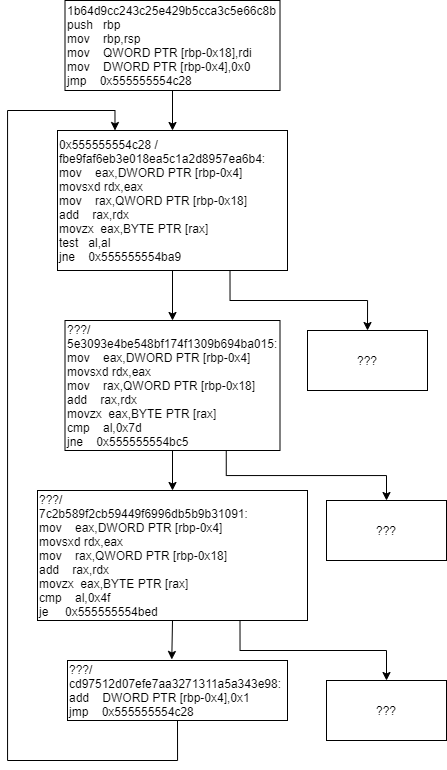 1b64d9cc243c25e429b5cca3c5e66c8b
push rbp
mov rbp,rsp
mov QWORD PTR [rbp-0x18],rdi
mov DWORD PTR [rbp-0x4],0x0
jmp 0x555555554c28
0x555555554c28 /
fbe9faf6eb3e018ea5c1a2d8957ea6b4:
mov eax,DWORD PTR [rbp-0x4]
movsxd rdx,eax
mov rax,QWORD PTR [rbp-0x18]
add rax,rdx
movzx eax,BYTE PTR [rax]
test al,al
jne 0x555555554ba9
???/
5e3093e4be548bf174f1309b694ba015:
mov eax,DWORD PTR [rbp-0x4]
movsxd rdx,eax
mov rax,QWORD PTR [rbp-0x18]
add rax,rdx
movzx eax,BYTE PTR [rax]
cmp al,0x7d
jne 0x555555554bc5
???
???/
7c2b589f2cb59449f6996db5b9b31091:
mov eax,DWORD PTR [rbp-0x4]
movsxd rdx,eax
mov rax,QWORD PTR [rbp-0x18]
add rax,rdx
movzx eax,BYTE PTR [rax]
cmp al,0x4f
je 0x555555554bed
???
???/
cd97512d07efe7aa3271311a5a343e98:
add DWORD PTR [rbp-0x4],0x1
jmp 0x555555554c28
???